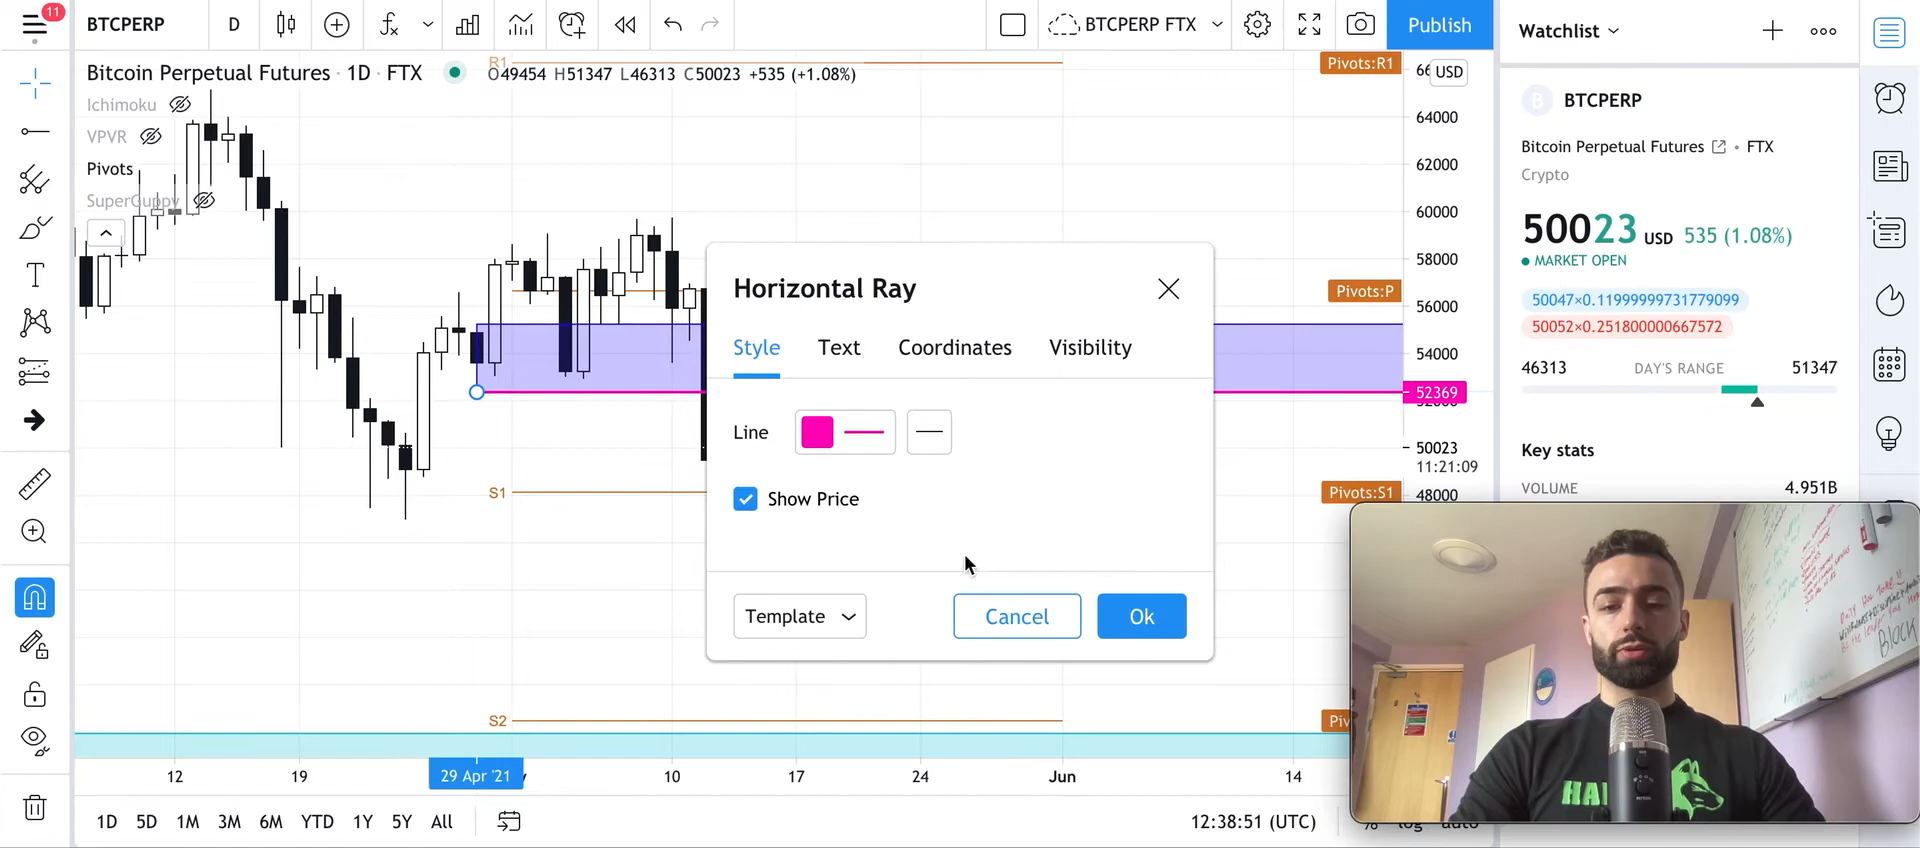 11
BTCPERP
D
BTCPERP FTX
Publish
Watchlist
Bitcoin Perpetual Futures · 1D · FTX
O49454 H51347 L46313 C50023 +535 (+1.08%)
R1
Pivots:R1
USD
Ichimoku
VPVR
Pivots
SuperGuppy
64000
62000
60000
58000
56000
54000
52369
50023
11:21:09
48000
Pivots:P
Pivots:S1
S1
S2
BTCPERP
Bitcoin Perpetual Futures • FTX
Crypto
50023 USD 535 (1.08%)
MARKET OPEN
50047×0.11999999731779099
50052×0.251800000667572
46313 DAY'S RANGE 51347
Key stats
VOLUME 4.951B
Horizontal Ray
Style Text Coordinates Visibility
Line
Show Price
Template
Cancel
Ok
12 19 29 Apr '21 10 17 24 Jun 14
1D 5D 1M 3M 6M YTD 1Y 5Y All
12:38:51 (UTC)
% log auto
Block